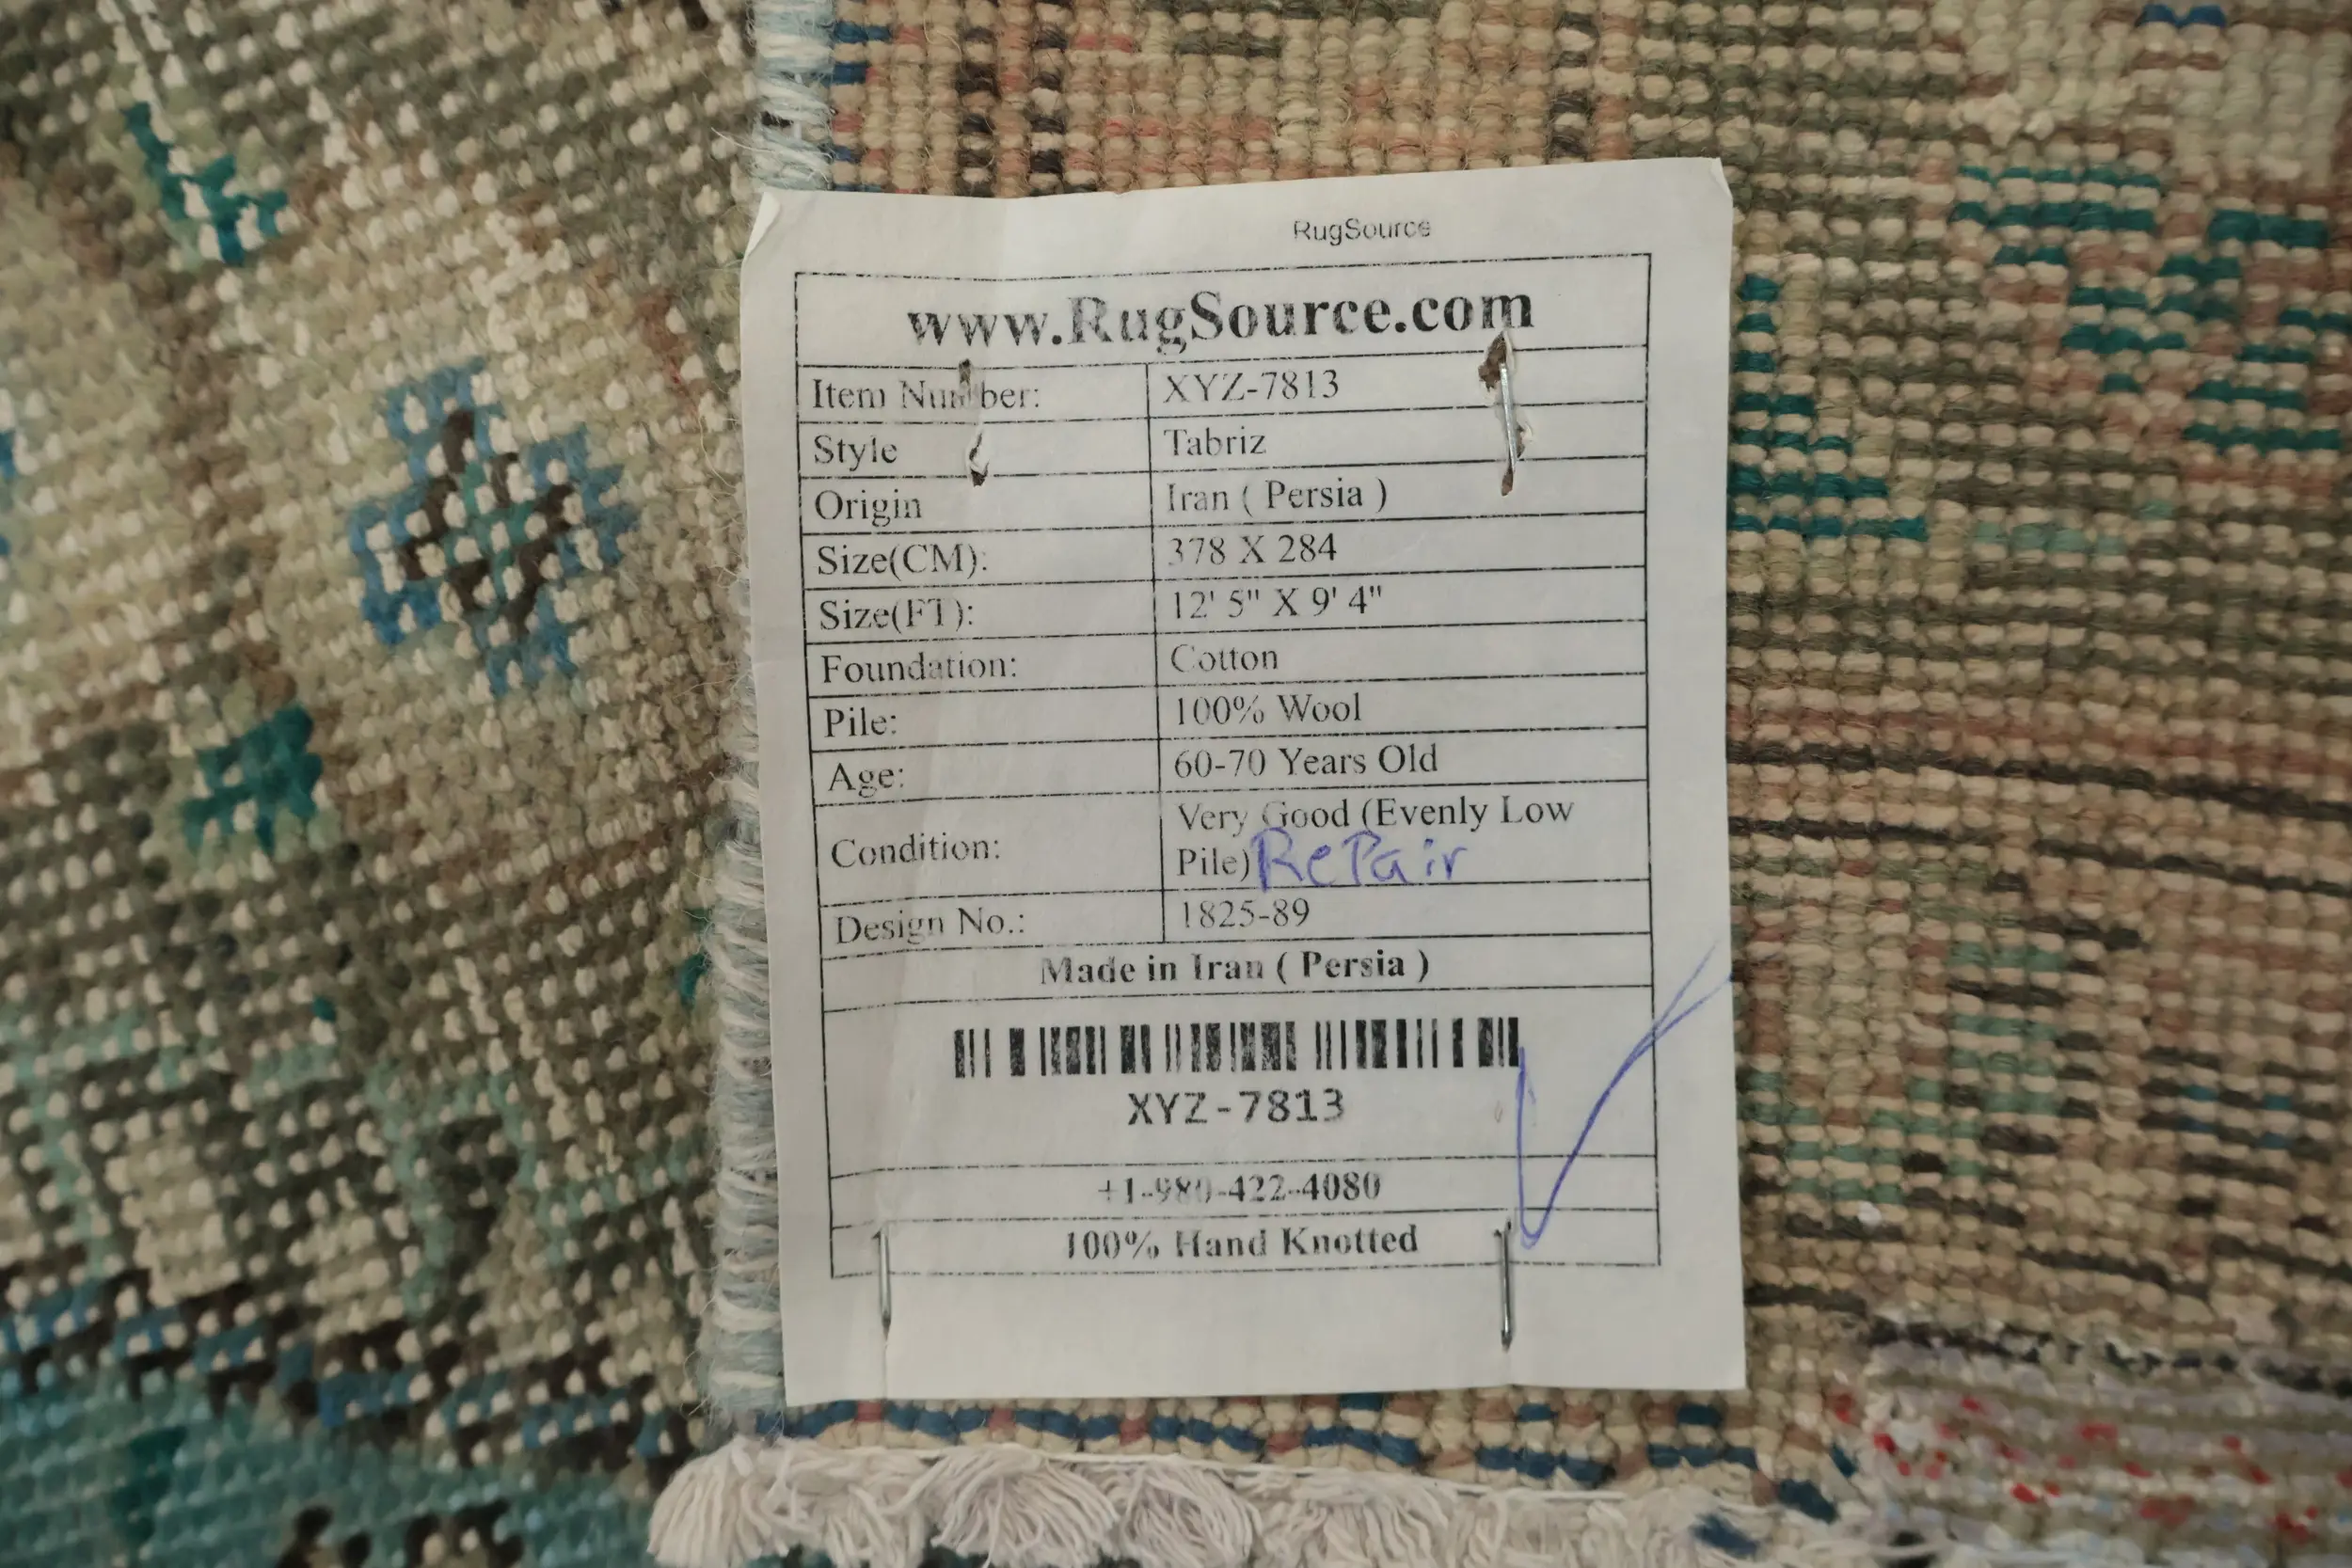 RugSource
www.RugSource.com
Item Number: XYZ-7813
Style Tabriz
Origin Iran ( Persia )
Size(CM): 378 X 284
Size(FT): 12' 5" X 9' 4"
Foundation: Cotton
Pile: 100% Wool
Age: 60-70 Years Old
Condition: Very Good (Evenly Low
Pile) RePair
Design No.: 1825-89
Made in Iran ( Persia )
XYZ-7813
+1-980-422-4080
100% Hand Knotted